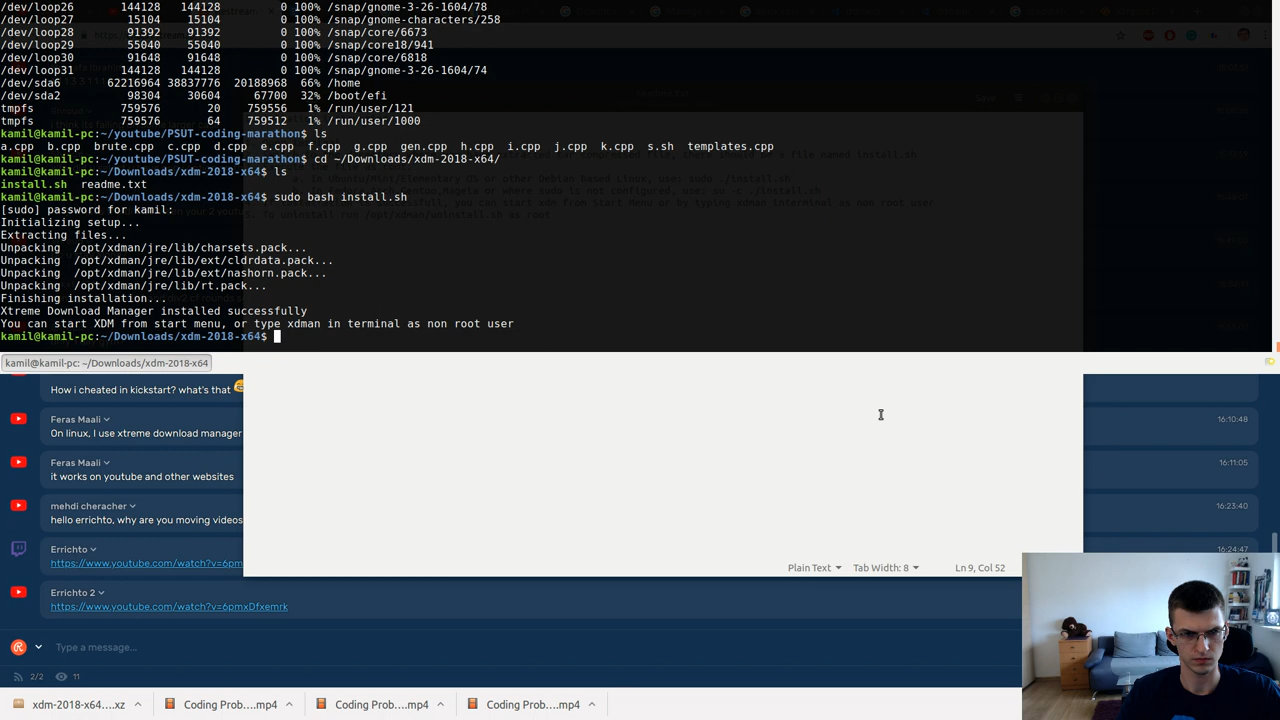 /dev/loop26 144128 144128 0 100% /snap/gnome-3-26-1604/78
/dev/loop27 15104 15104 0 100% /snap/gnome-characters/258
/dev/loop28 91392 91392 0 100% /snap/core/6673
/dev/loop29 55040 55040 0 100% /snap/core18/941
/dev/loop30 91648 91648 0 100% /snap/core/6818
/dev/loop31 144128 144128 0 100% /snap/gnome-3-26-1604/74
/dev/sda6 62216964 38837776 20188968 66% /home
/dev/sda2 98304 30604 67700 32% /boot/efi
tmpfs 759576 20 759556 1% /run/user/121
tmpfs 759576 64 759512 1% /run/user/1000
kamil@kamil-pc:~/youtube/PSUT-coding-marathon$ ls
a.cpp b.cpp brute.cpp c.cpp d.cpp e.cpp f.cpp g.cpp gen.cpp h.cpp i.cpp j.cpp k.cpp s.sh templates.cpp
kamil@kamil-pc:~/youtube/PSUT-coding-marathon$ cd ~/Downloads/xdm-2018-x64/
kamil@kamil-pc:~/Downloads/xdm-2018-x64$ ls
install.sh readme.txt
kamil@kamil-pc:~/Downloads/xdm-2018-x64$ sudo bash install.sh
[sudo] password for kamil:
Initializing setup...
Extracting files...
Unpacking /opt/xdman/jre/lib/charsets.pack...
Unpacking /opt/xdman/jre/lib/ext/cldrdata.pack...
Unpacking /opt/xdman/jre/lib/ext/nashorn.pack...
Unpacking /opt/xdman/jre/lib/rt.pack...
Finishing installation...
Xtreme Download Manager installed successfully
You can start XDM from start menu, or type xdman in terminal as non root user
kamil@kamil-pc:~/Downloads/xdm-2018-x64$
kamil@kamil-pc: ~/Downloads/xdm-2018-x64
How i cheated in kickstart? what's that
Feras Maali 16:10:48
On linux, I use xtreme download manager
Feras Maali 16:11:05
it works on youtube and other websites
mehdi cheracher 16:23:40
hello errichto, why are you moving videos
Errichto 16:24:47
https://www.youtube.com/watch?v=6pm
Plain Text Tab Width: 8 Ln 9, Col 52
Errichto 2
https://www.youtube.com/watch?v=6pmxDfxemrk
Type a message...
2/2 11
xdm-2018-x64....xz Coding Prob....mp4 Coding Prob....mp4 Coding Prob....mp4